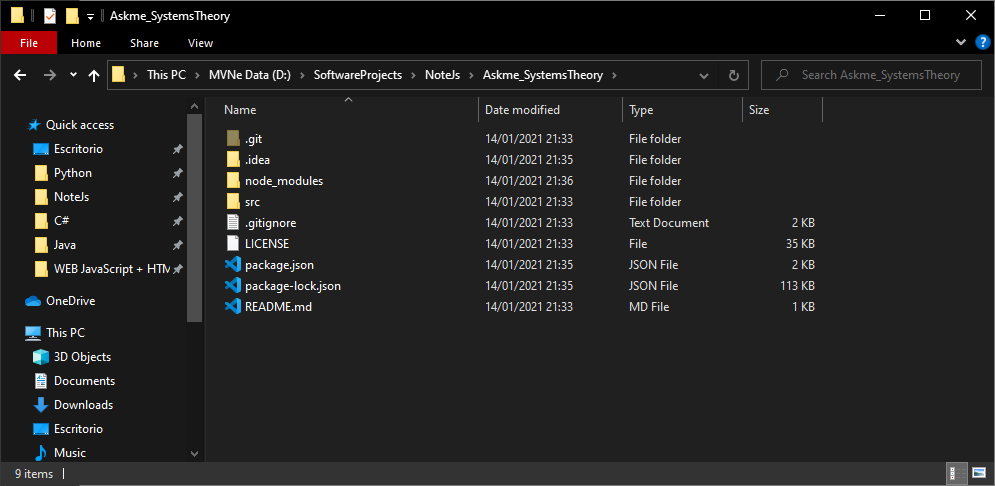 Askme_SystemsTheory
File Home Share View
This PC MVNe Data (D:) SoftwareProjects NoteJs Askme_SystemsTheory
Search Askme_SystemsTheory
Quick access
Escritorio
Python
NoteJs
C#
Java
WEB JavaScript + HTM
OneDrive
This PC
3D Objects
Documents
Downloads
Escritorio
Music
Name Date modified Type Size
.git 14/01/2021 21:33 File folder
.idea 14/01/2021 21:35 File folder
node_modules 14/01/2021 21:36 File folder
src 14/01/2021 21:33 File folder
.gitignore 14/01/2021 21:33 Text Document 2 KB
LICENSE 14/01/2021 21:33 File 35 KB
package.json 14/01/2021 21:35 JSON File 2 KB
package-lock.json 14/01/2021 21:35 JSON File 113 KB
README.md 14/01/2021 21:33 MD File 1 KB
9 items